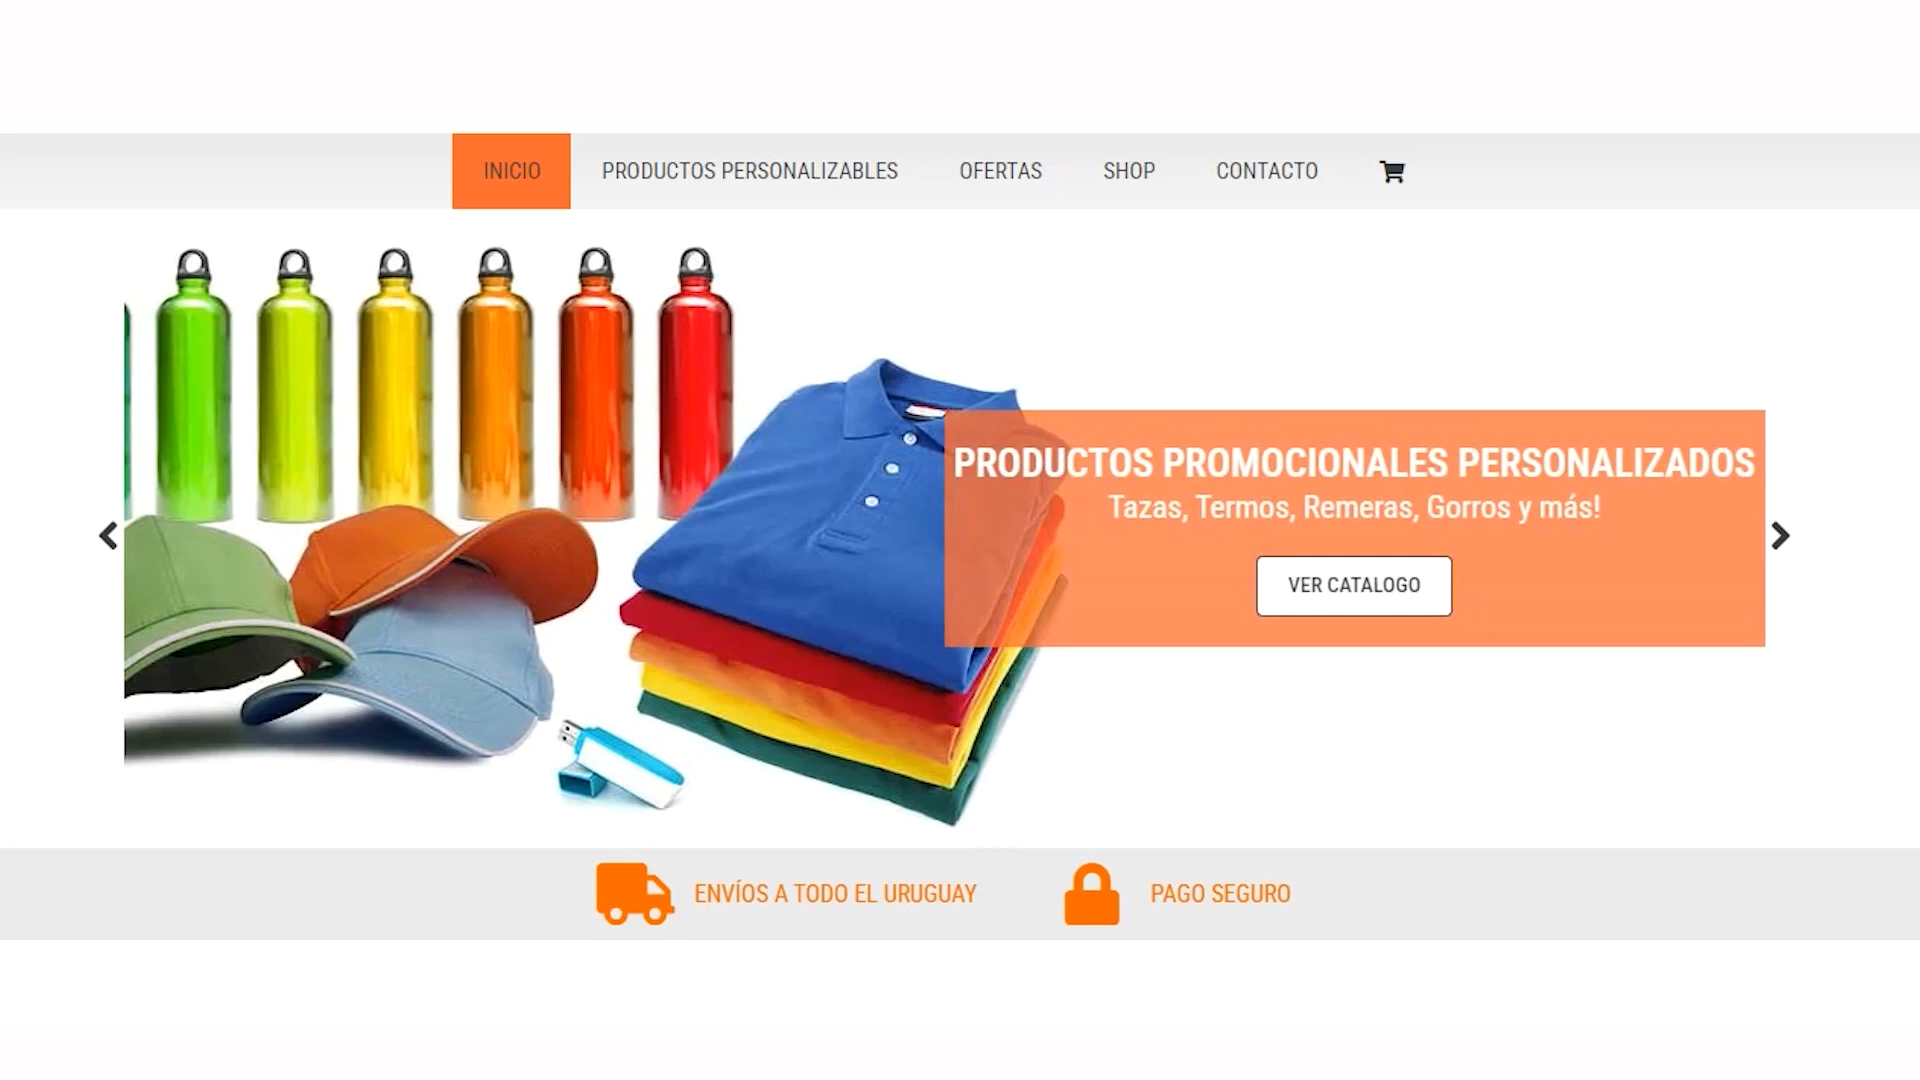 INICIO
PRODUCTOS PERSONALIZABLES
OFERTAS
SHOP
CONTACTO
PRODUCTOS PROMOCIONALES PERSONALIZADOS
Tazas, Termos, Remeras, Gorros y más!
VER CATALOGO
ENVÍOS A TODO EL URUGUAY
PAGO SEGURO